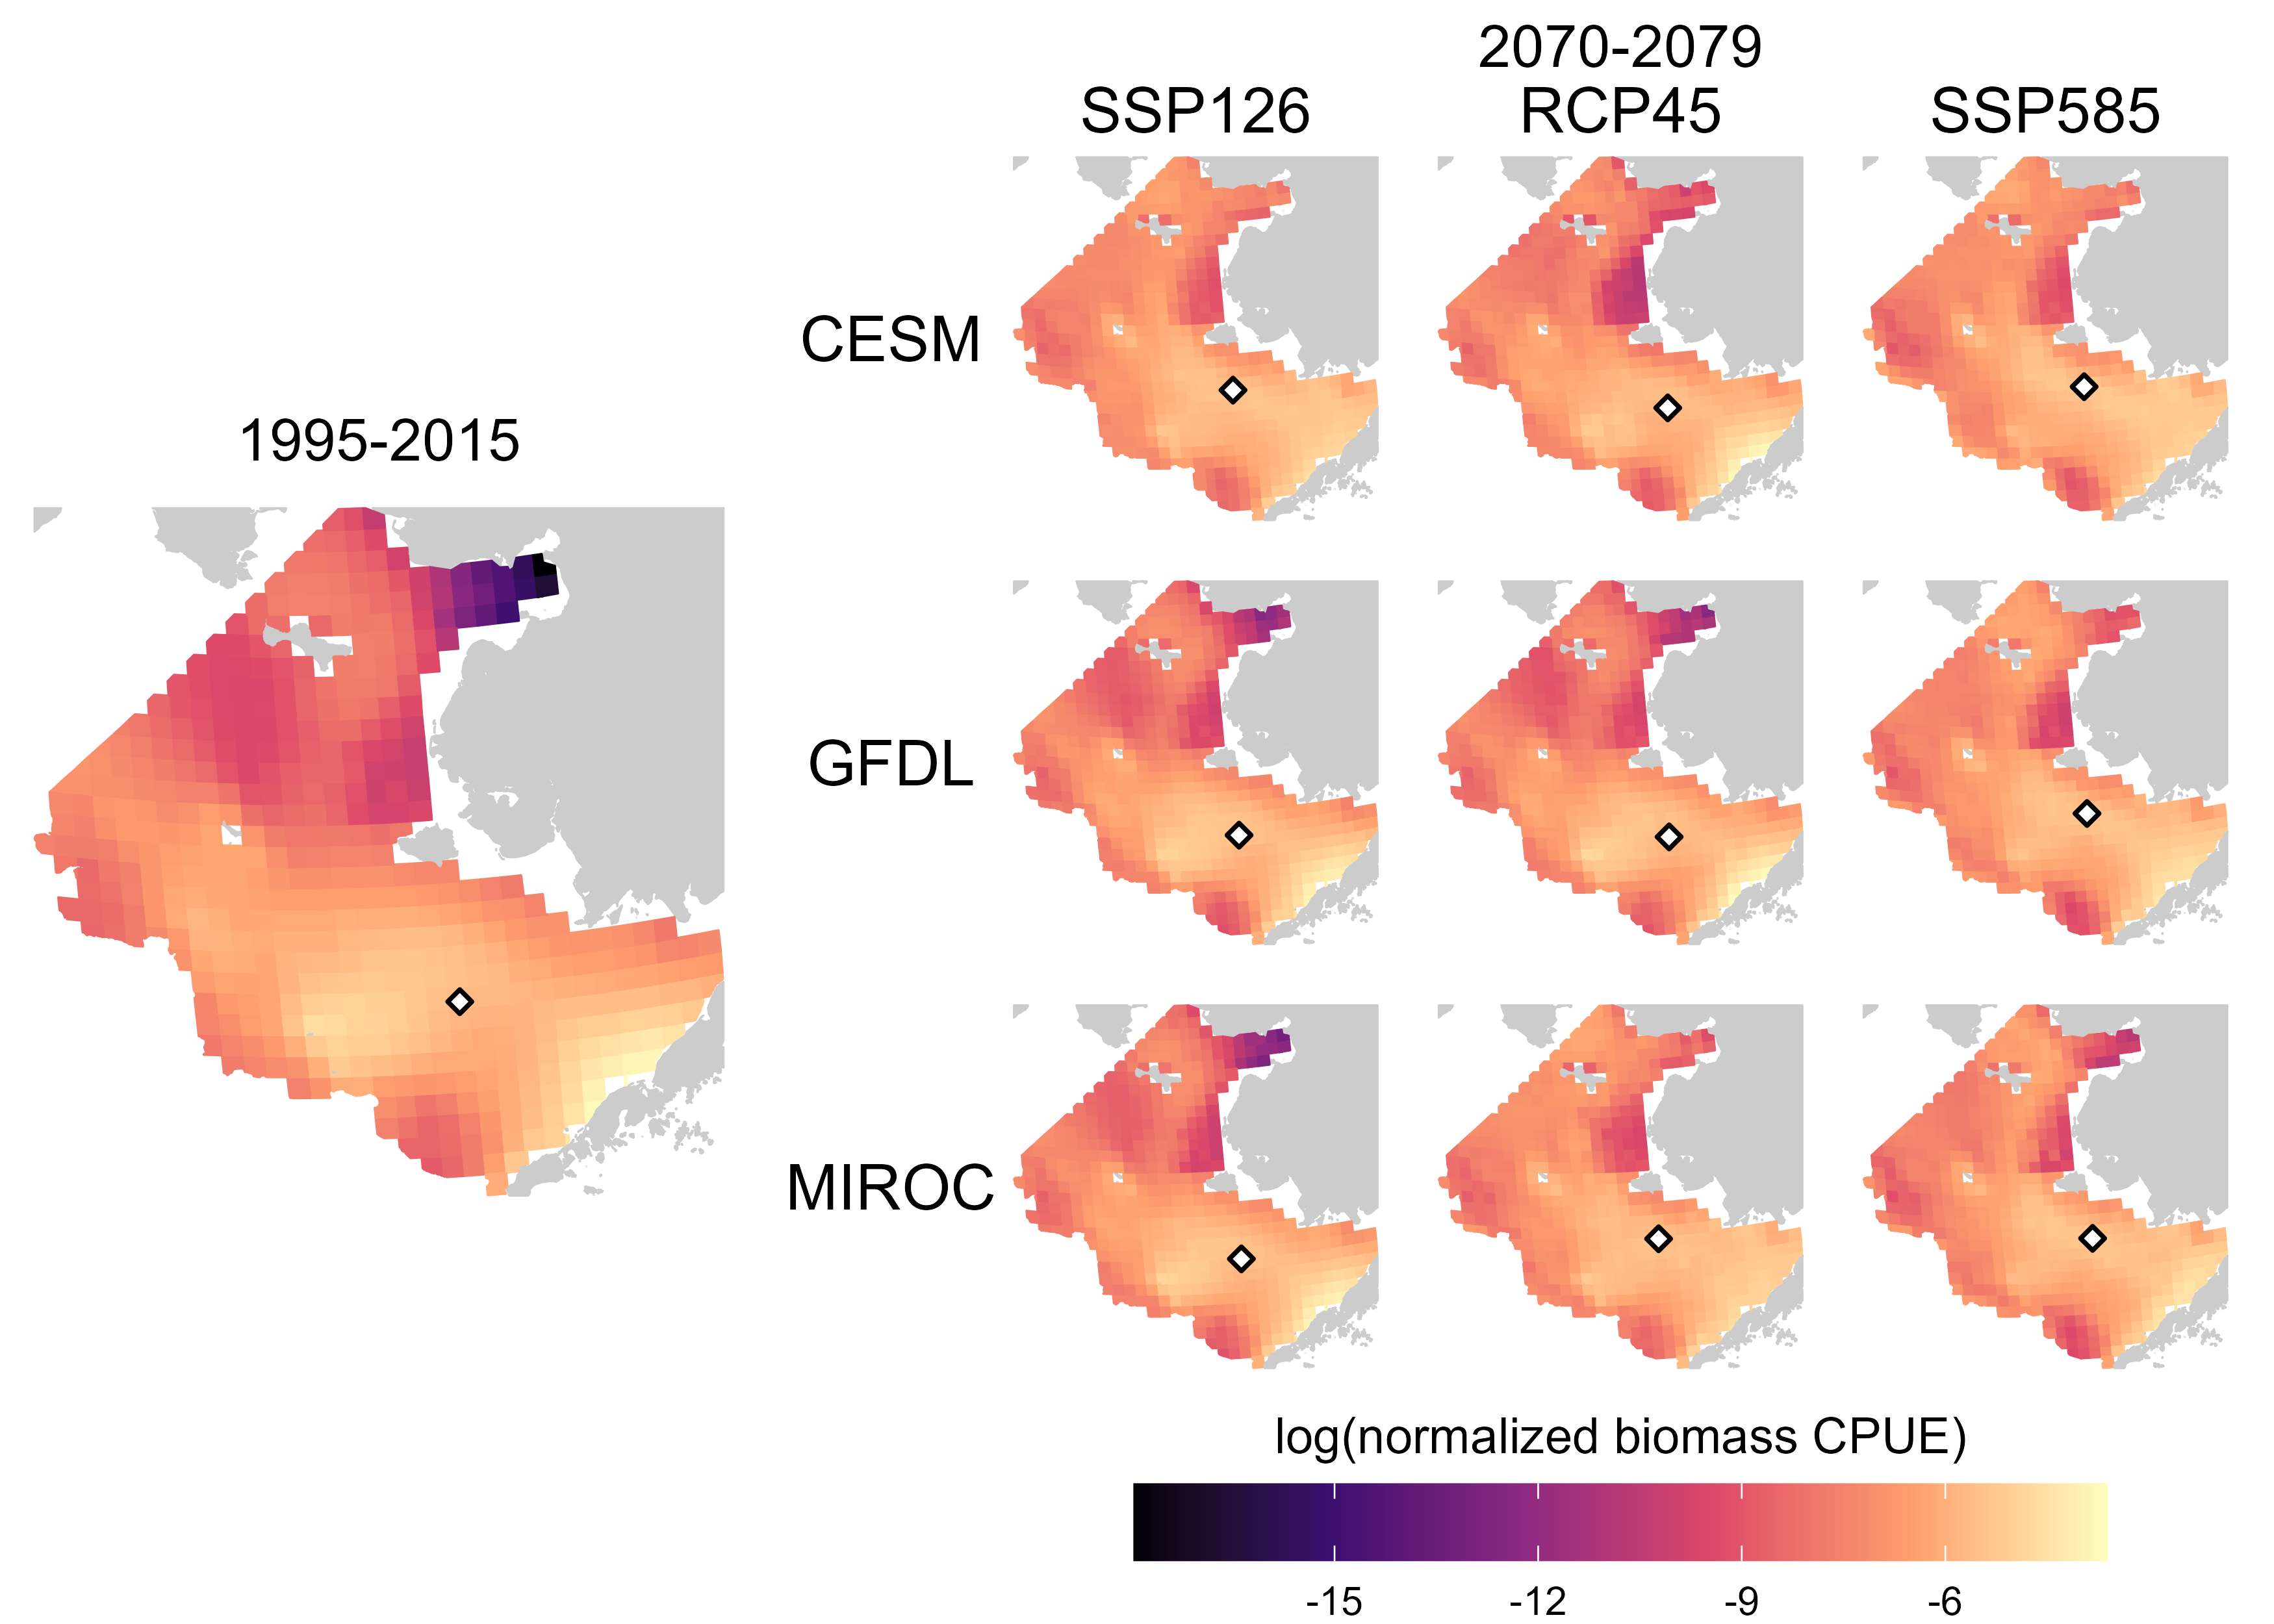 2070-2079
SSP126 RCP45 SSP585
CESM
1995-2015
GFDL
MIROC
log(normalized biomass CPUE)
-15 -12 -9 -6